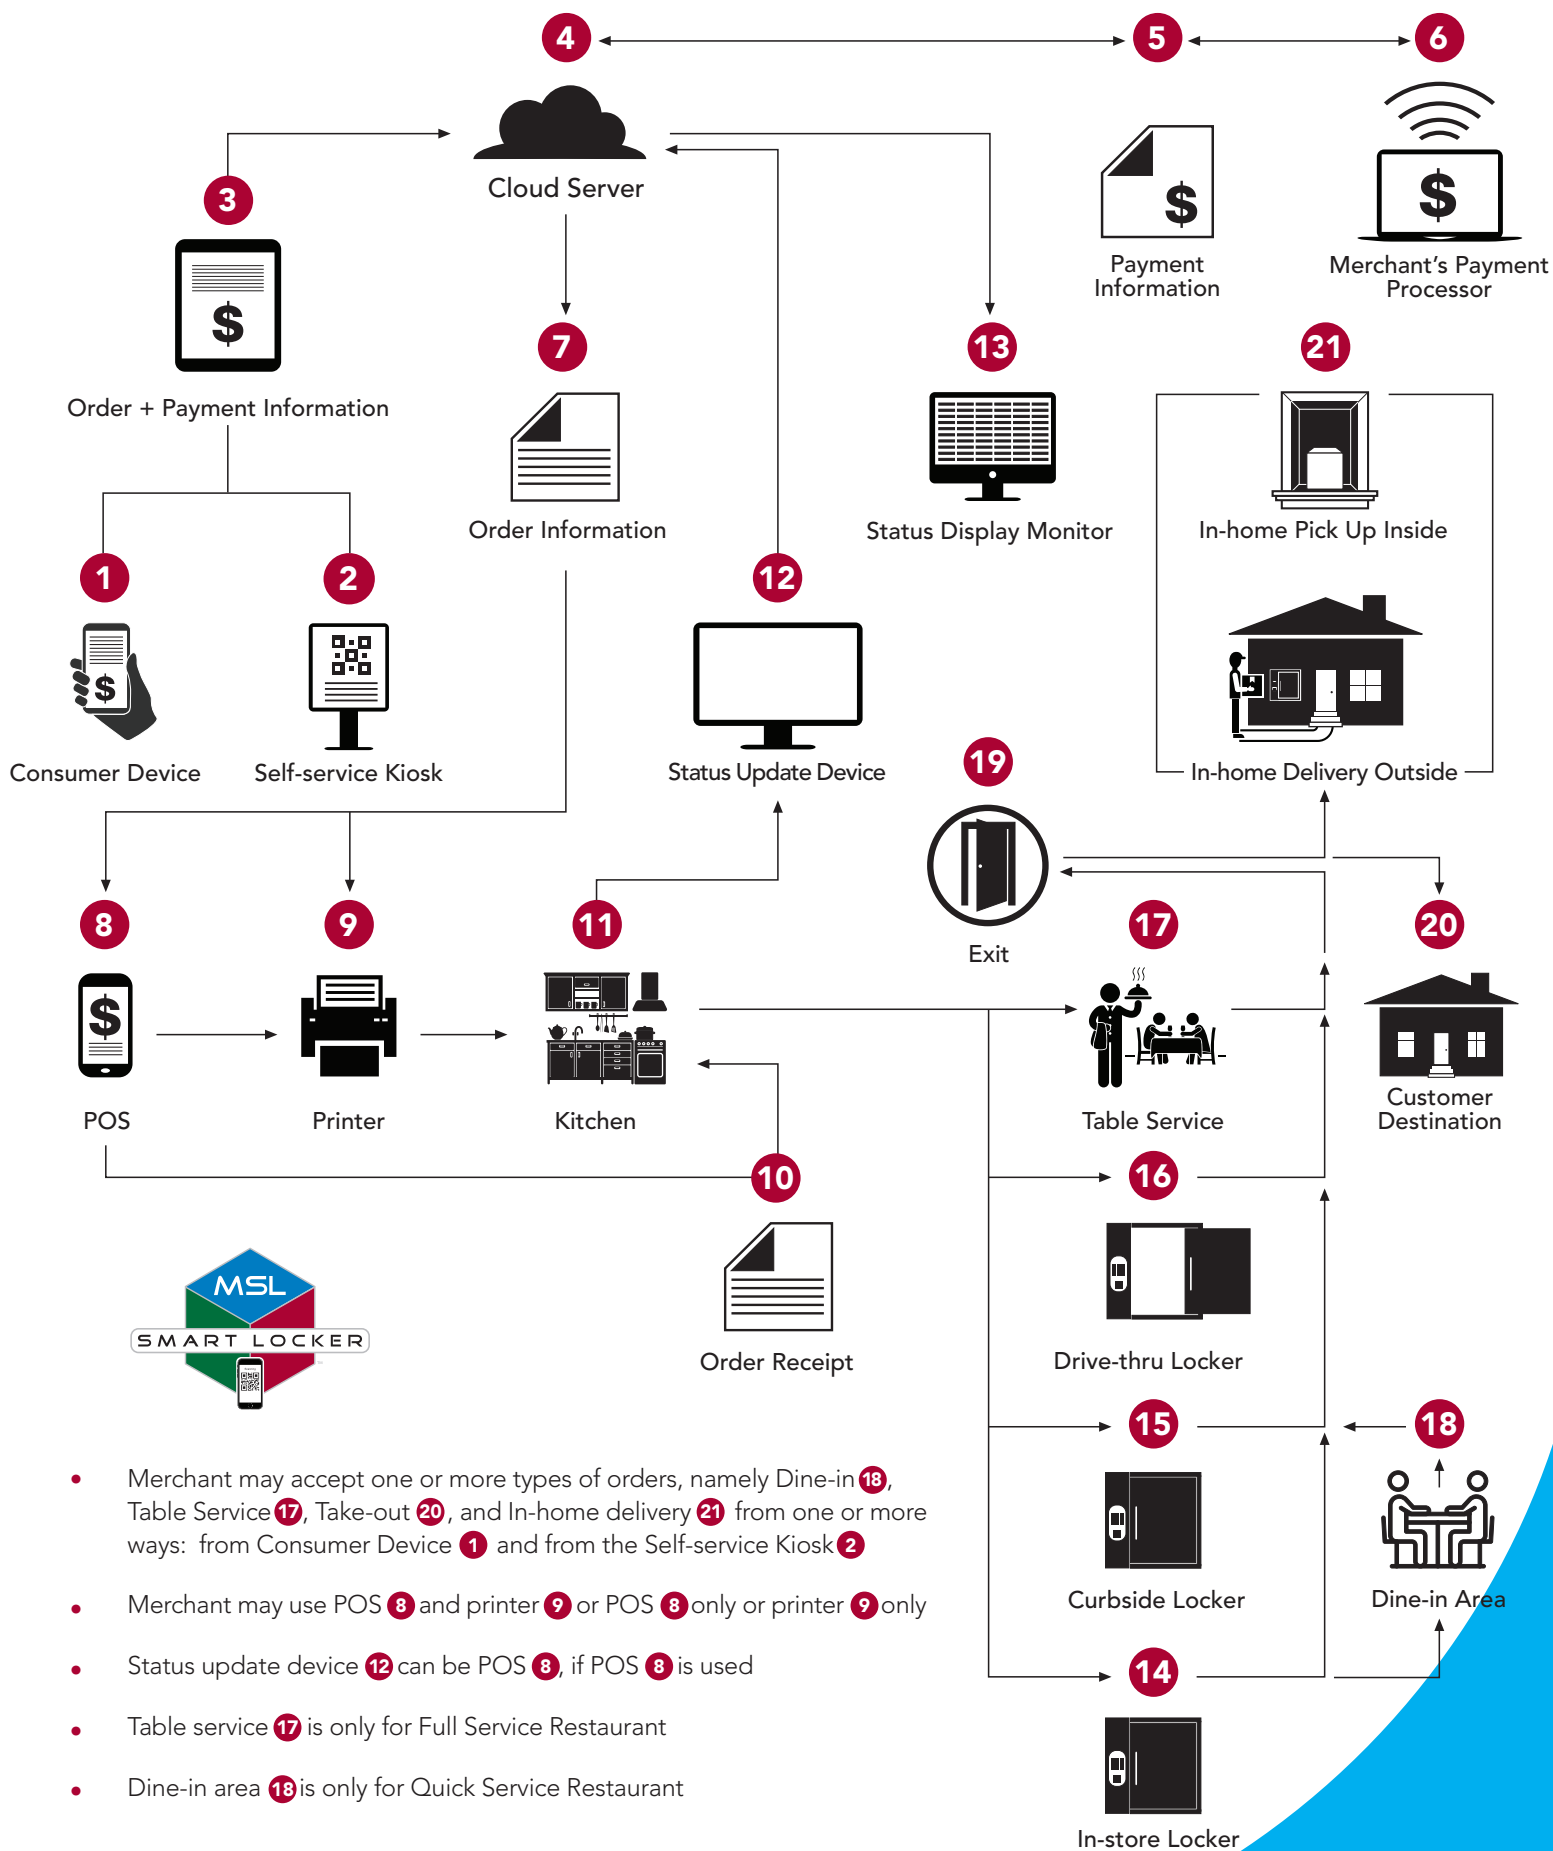 4
5
6
Cloud Server
3
$
$
Payment
Information
Merchant's Payment
Processor
$
Order + Payment Information
7
13
21
Order Information
Status Display Monitor
In-home Pick Up Inside
1
2
12
$
Consumer Device
Self-service Kiosk
Status Update Device
19
In-home Delivery Outside
8
9
11
Exit
17
20
$
POS
Printer
Kitchen
Table Service
Customer
Destination
10
16
MSL
SMART LOCKER
Order Receipt
Drive-thru Locker
15
18
Curbside Locker
Dine-in Area
14
In-store Locker
• Merchant may accept one or more types of orders, namely Dine-in 18,
Table Service 17, Take-out 20, and In-home delivery 21 from one or more
ways: from Consumer Device 1 and from the Self-service Kiosk 2
• Merchant may use POS 8 and printer 9 or POS 8 only or printer 9 only
• Status update device 12 can be POS 8, if POS 8 is used
• Table service 17 is only for Full Service Restaurant
• Dine-in area 18 is only for Quick Service Restaurant